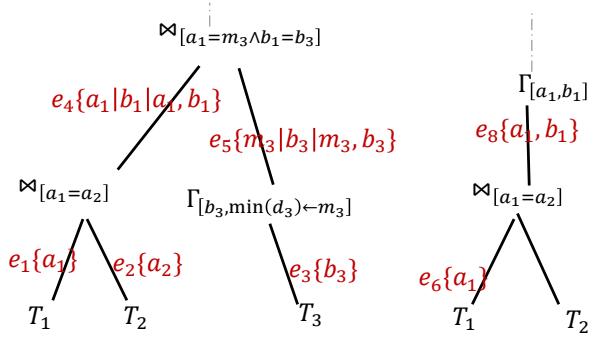 ⋈[a₁=m₃∧b₁=b₃]
Γ[a₁,b₁]
e₄{a₁|b₁|a₁, b₁}
e₅{m₃|b₃|m₃, b₃}
e₈{a₁, b₁}
⋈[a₁=a₂]
Γ[b₃,min(d₃)←m₃]
⋈[a₁=a₂]
e₁{a₁}
e₂{a₂}
e₃{b₃}
e₆{a₁}
T₁
T₂
T₃
T₁
T₂